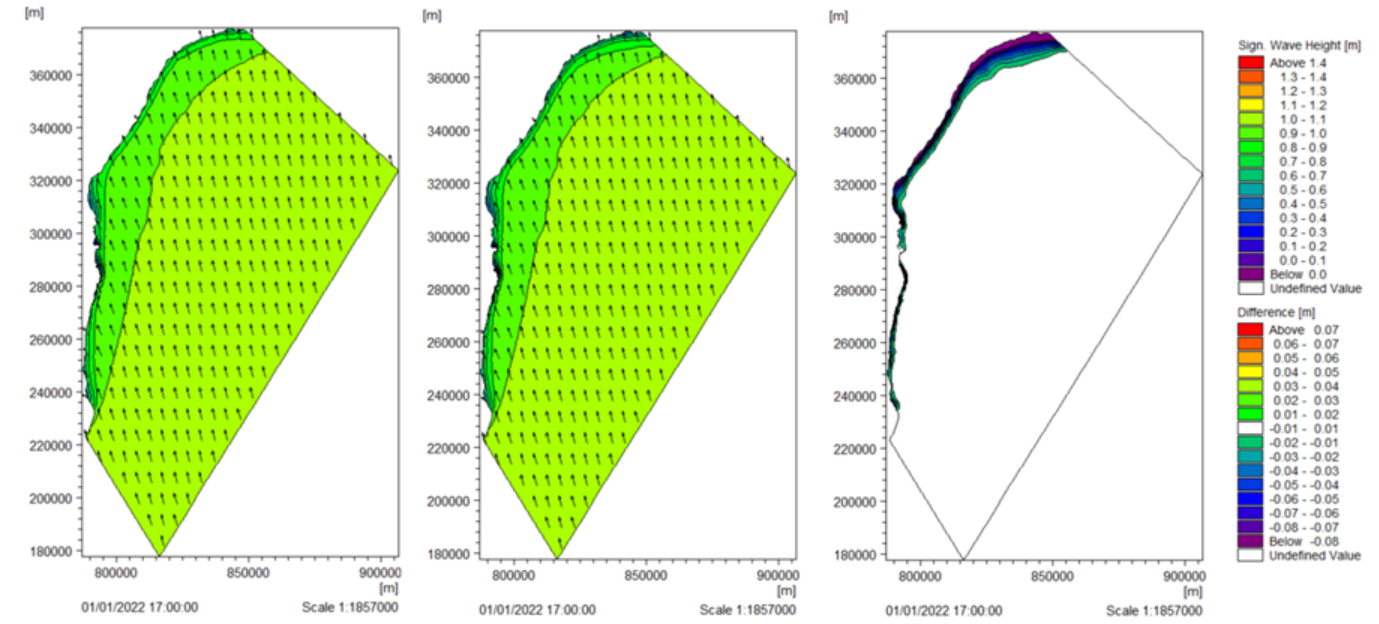 [m]
360000
340000
320000
300000
280000
260000
240000
220000
200000
180000
800000
850000
900000
[m]
01/01/2022 17:00:00 Scale 1:1857000
[m]
360000
340000
320000
300000
280000
260000
240000
220000
200000
180000
800000
850000
900000
[m]
01/01/2022 17:00:00 Scale 1:1857000
[m]
360000
340000
320000
300000
280000
260000
240000
220000
200000
180000
800000
850000
900000
[m]
01/01/2022 17:00:00 Scale 1:1857000
Sign. Wave Height [m]
Above 1.4
1.3 - 1.4
1.2 - 1.3
1.1 - 1.2
1.0 - 1.1
0.9 - 1.0
0.8 - 0.9
0.7 - 0.8
0.6 - 0.7
0.5 - 0.6
0.4 - 0.5
0.3 - 0.4
0.2 - 0.3
0.1 - 0.2
0.0 - 0.1
Below 0.0
Undefined Value
Difference [m]
Above 0.07
0.06 - 0.07
0.05 - 0.06
0.04 - 0.05
0.03 - 0.04
0.02 - 0.03
0.01 - 0.02
-0.01 - 0.01
-0.02 - -0.01
-0.03 - -0.02
-0.04 - -0.03
-0.05 - -0.04
-0.06 - -0.05
-0.07 - -0.06
-0.08 - -0.07
Below -0.08
Undefined Value